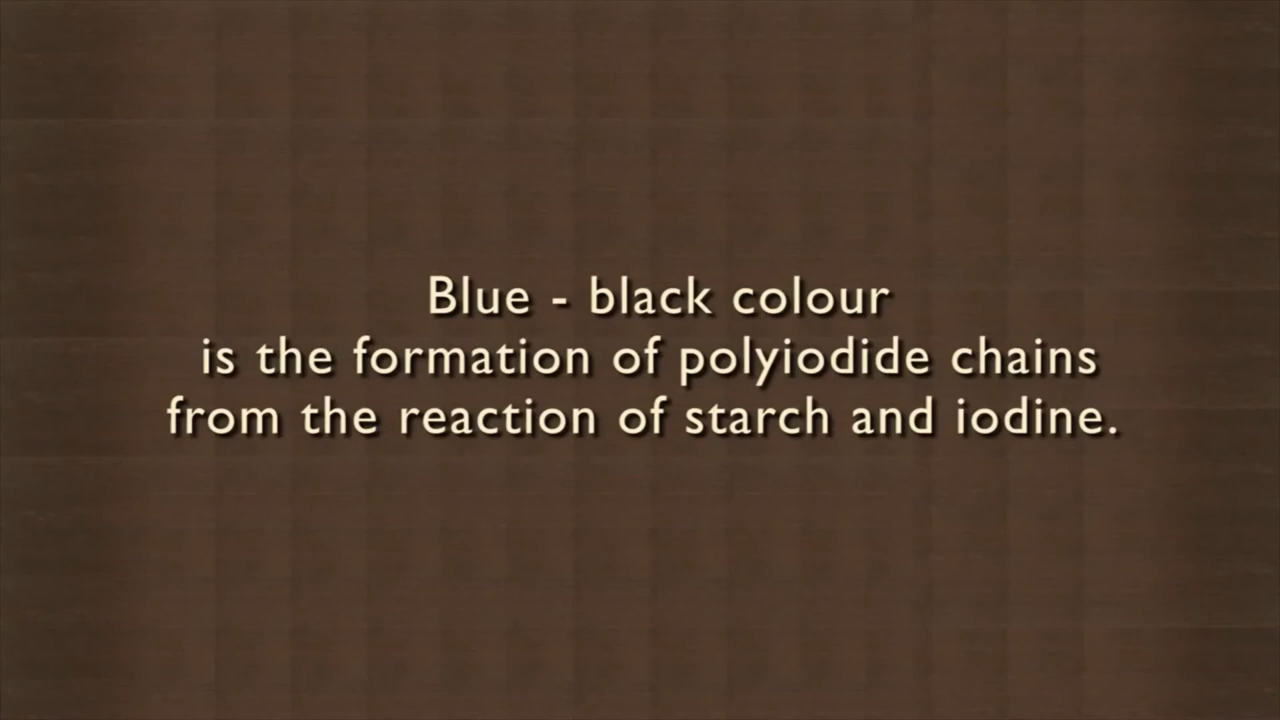 Blue - black colour
is the formation of polyiodide chains
from the reaction of starch and iodine.